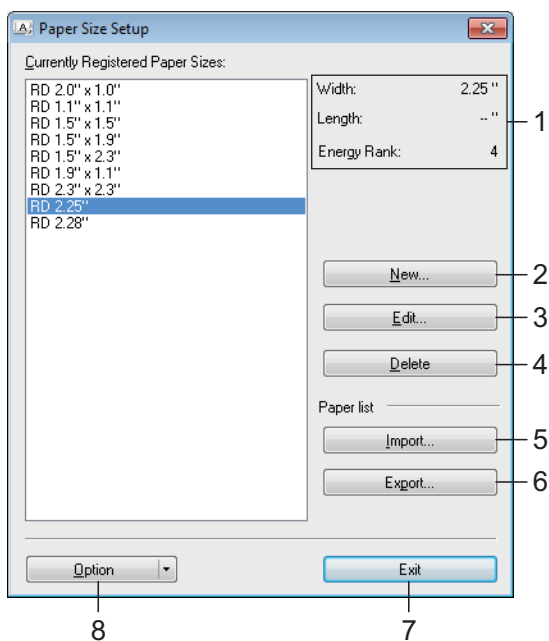 Paper Size Setup
Currently Registered Paper Sizes:
RD 2.0" x 1.0"
RD 1.1" x 1.1"
RD 1.5" x 1.5"
RD 1.5" x 1.9"
RD 1.5" x 2.3"
RD 1.9" x 1.1"
RD 2.3" x 2.3"
RD 2.25"
RD 2.28"
Width: 2.25 "
Length: -- "
Energy Rank: 4
1
New... 2
Edit... 3
Delete 4
Paper list
Import... 5
Export... 6
Option Exit
8 7